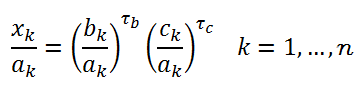 x_k/a_k = (b_k/a_k)^{τ_b} (c_k/a_k)^{τ_c}   k = 1, ..., n